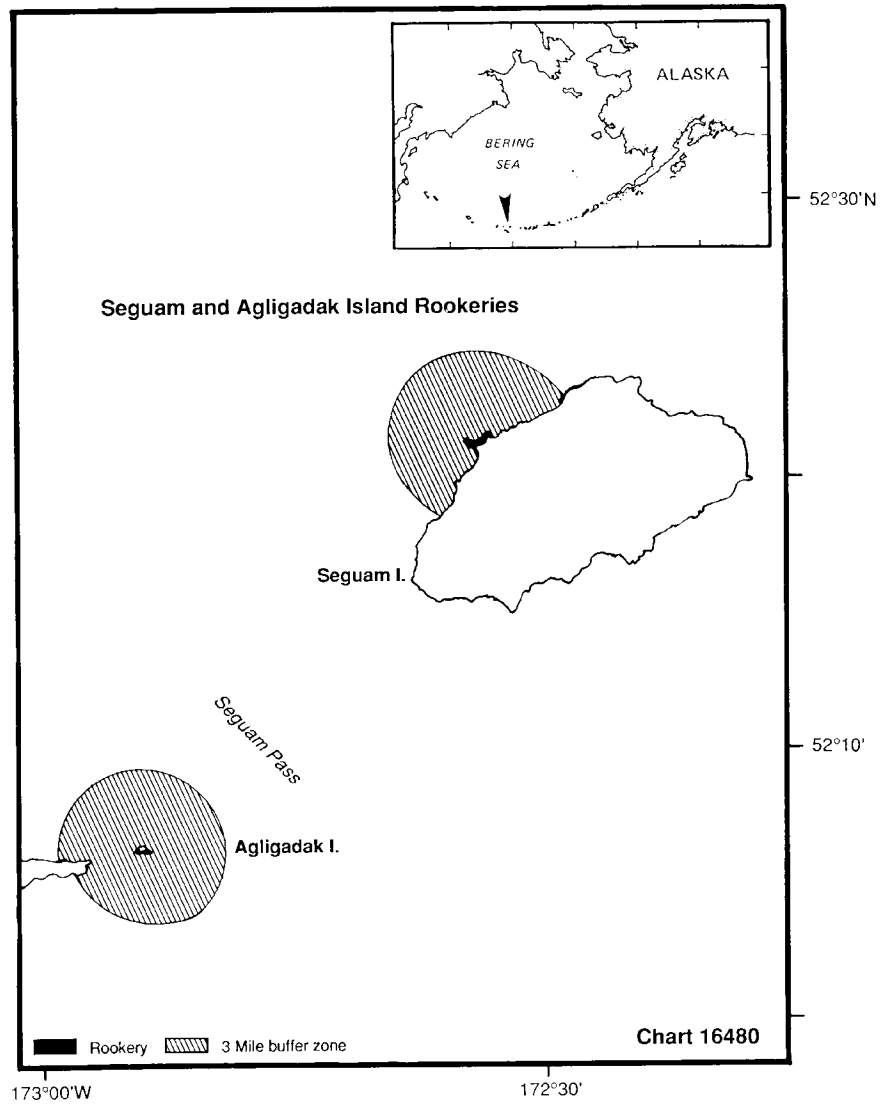 ALASKA
BERING
SEA
52°30'N
Seguam and Agligadak Island Rookeries
Seguam I.
Seguam Pass
52°10'
Agligadak I.
Rookery
3 Mile buffer zone
Chart 16480
173°00'W
172°30'